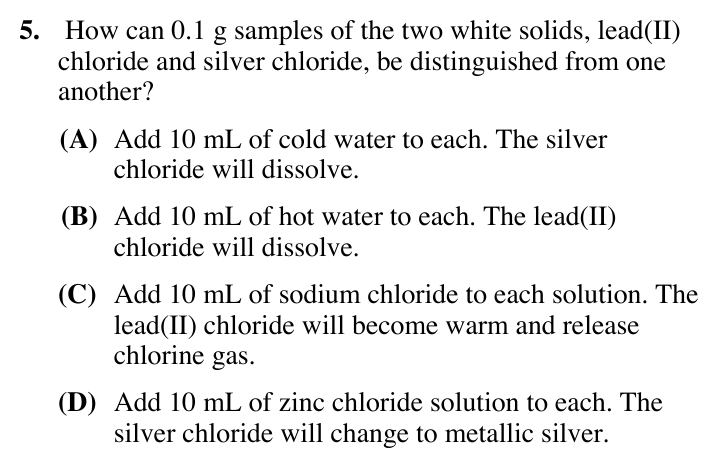 5. How can 0.1 g samples of the two white solids, lead(II)
chloride and silver chloride, be distinguished from one
another?
(A) Add 10 mL of cold water to each. The silver
chloride will dissolve.
(B) Add 10 mL of hot water to each. The lead(II)
chloride will dissolve.
(C) Add 10 mL of sodium chloride to each solution. The
lead(II) chloride will become warm and release
chlorine gas.
(D) Add 10 mL of zinc chloride solution to each. The
silver chloride will change to metallic silver.